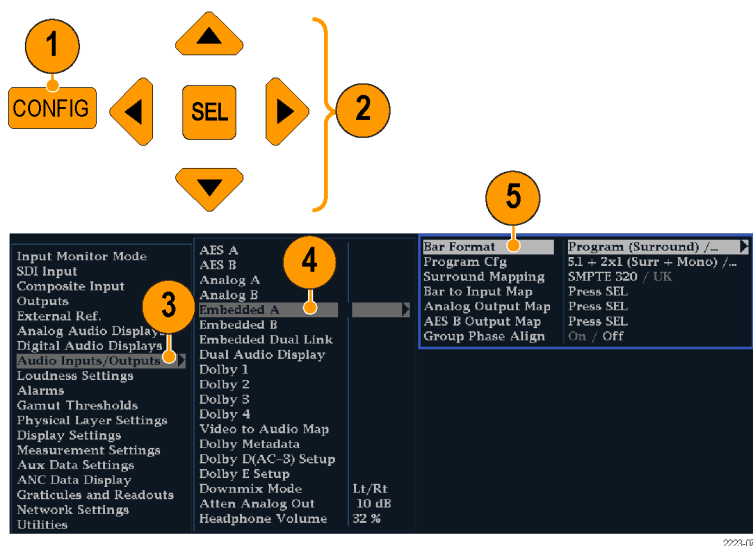 1
CONFIG
SEL
2
5
Input Monitor Mode
SDI Input
Composite Input
Outputs
External Ref.
Analog Audio Displays
Digital Audio Displays
Audio Inputs/Outputs
Loudness Settings
Alarms
Gamut Thresholds
Physical Layer Settings
Display Settings
Measurement Settings
Aux Data Settings
ANC Data Display
Graticules and Readouts
Network Settings
Utilities
3
AES A
AES B
Analog A
Analog B
Embedded A
Embedded B
Embedded Dual Link
Dual Audio Display
Dolby 1
Dolby 2
Dolby 3
Dolby 4
Video to Audio Map
Dolby Metadata
Dolby D(AC-3) Setup
Dolby E Setup
Downmix Mode Lt/Rt
Atten Analog Out 10 dB
Headphone Volume 32 %
4
Bar Format Program (Surround) /...
Program Cfg 5.1 + 2x1 (Surr + Mono) /...
Surround Mapping SMPTE 320 / UK
Bar to Input Map Press SEL
Analog Output Map Press SEL
AES B Output Map Press SEL
Group Phase Align On / Off